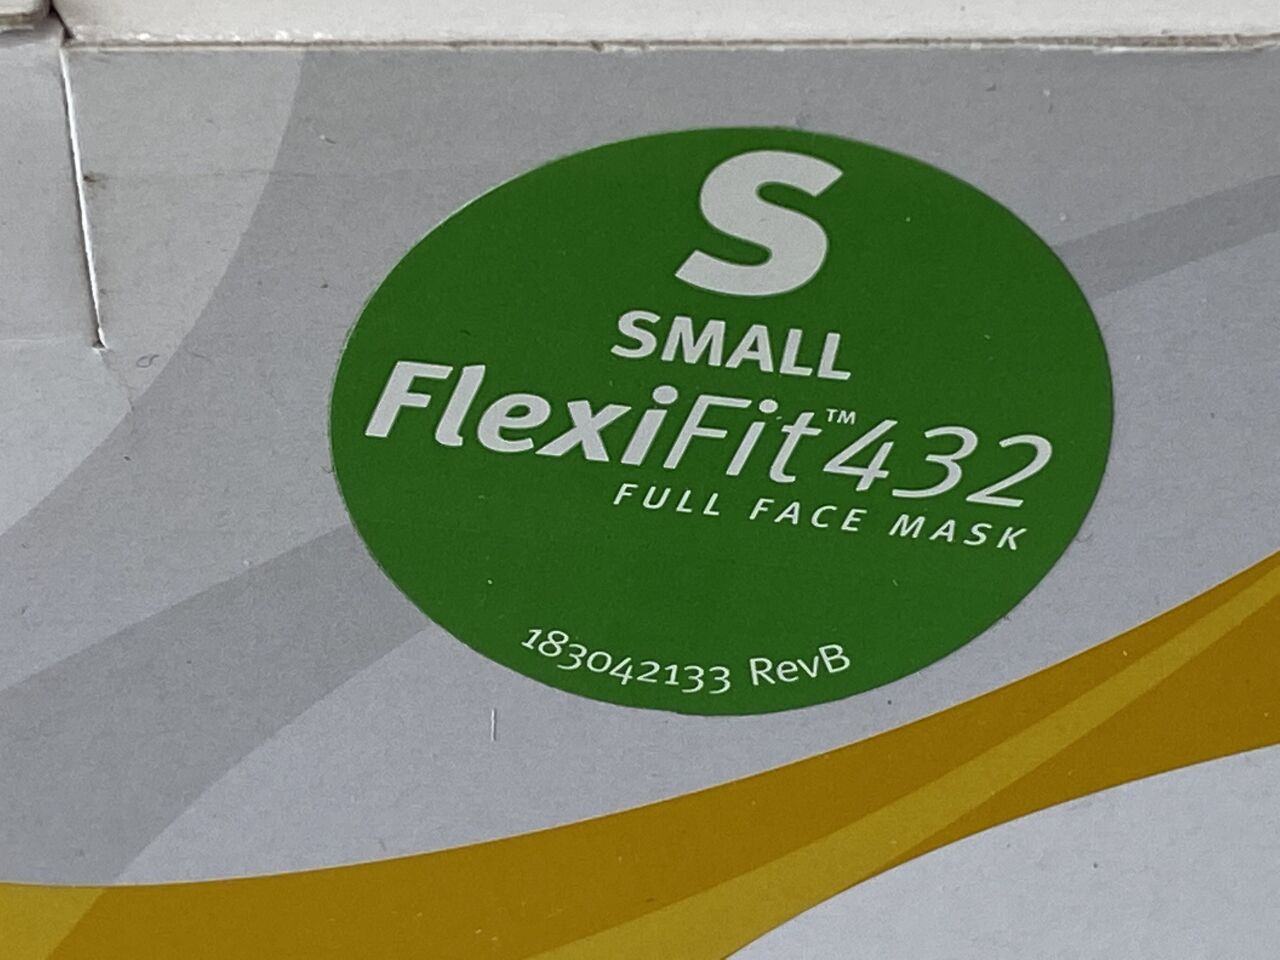 S
SMALL
FlexiFit™432
FULL FACE MASK
183042133 RevB